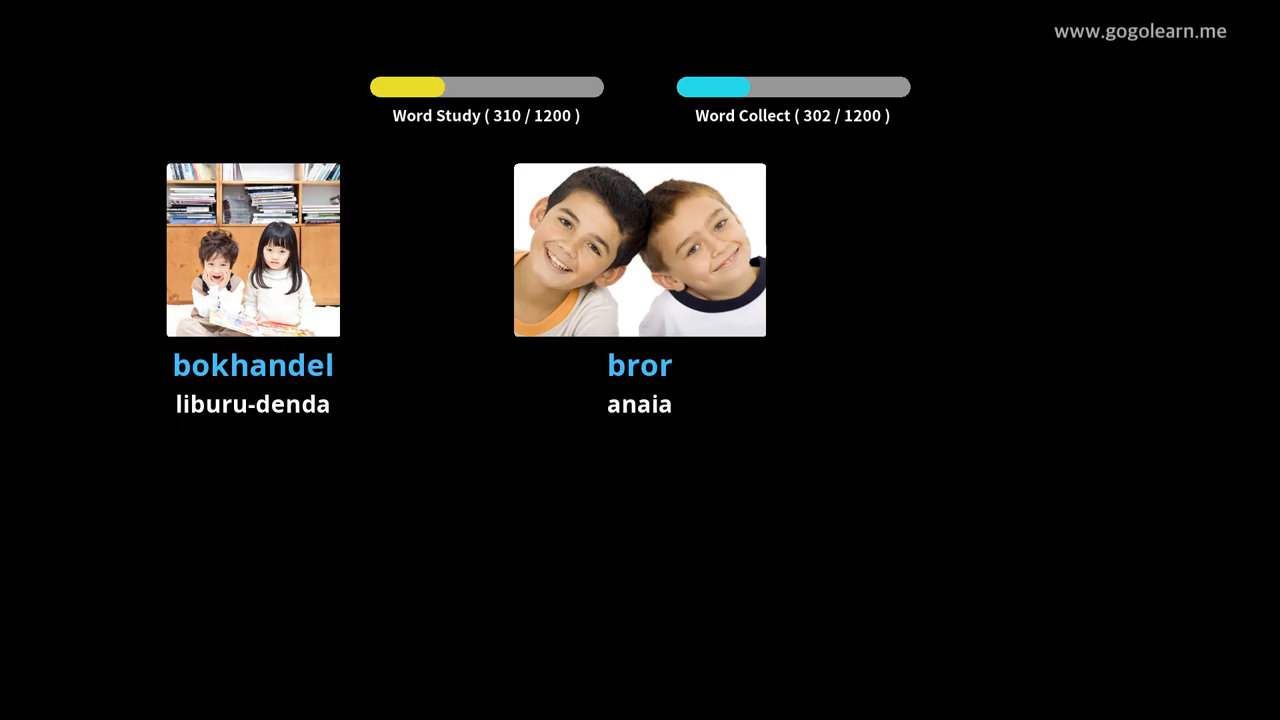 www.gogolearn.me
Word Study ( 310 / 1200 )
Word Collect ( 302 / 1200 )
bokhandel
liburu-denda
bror
anaia